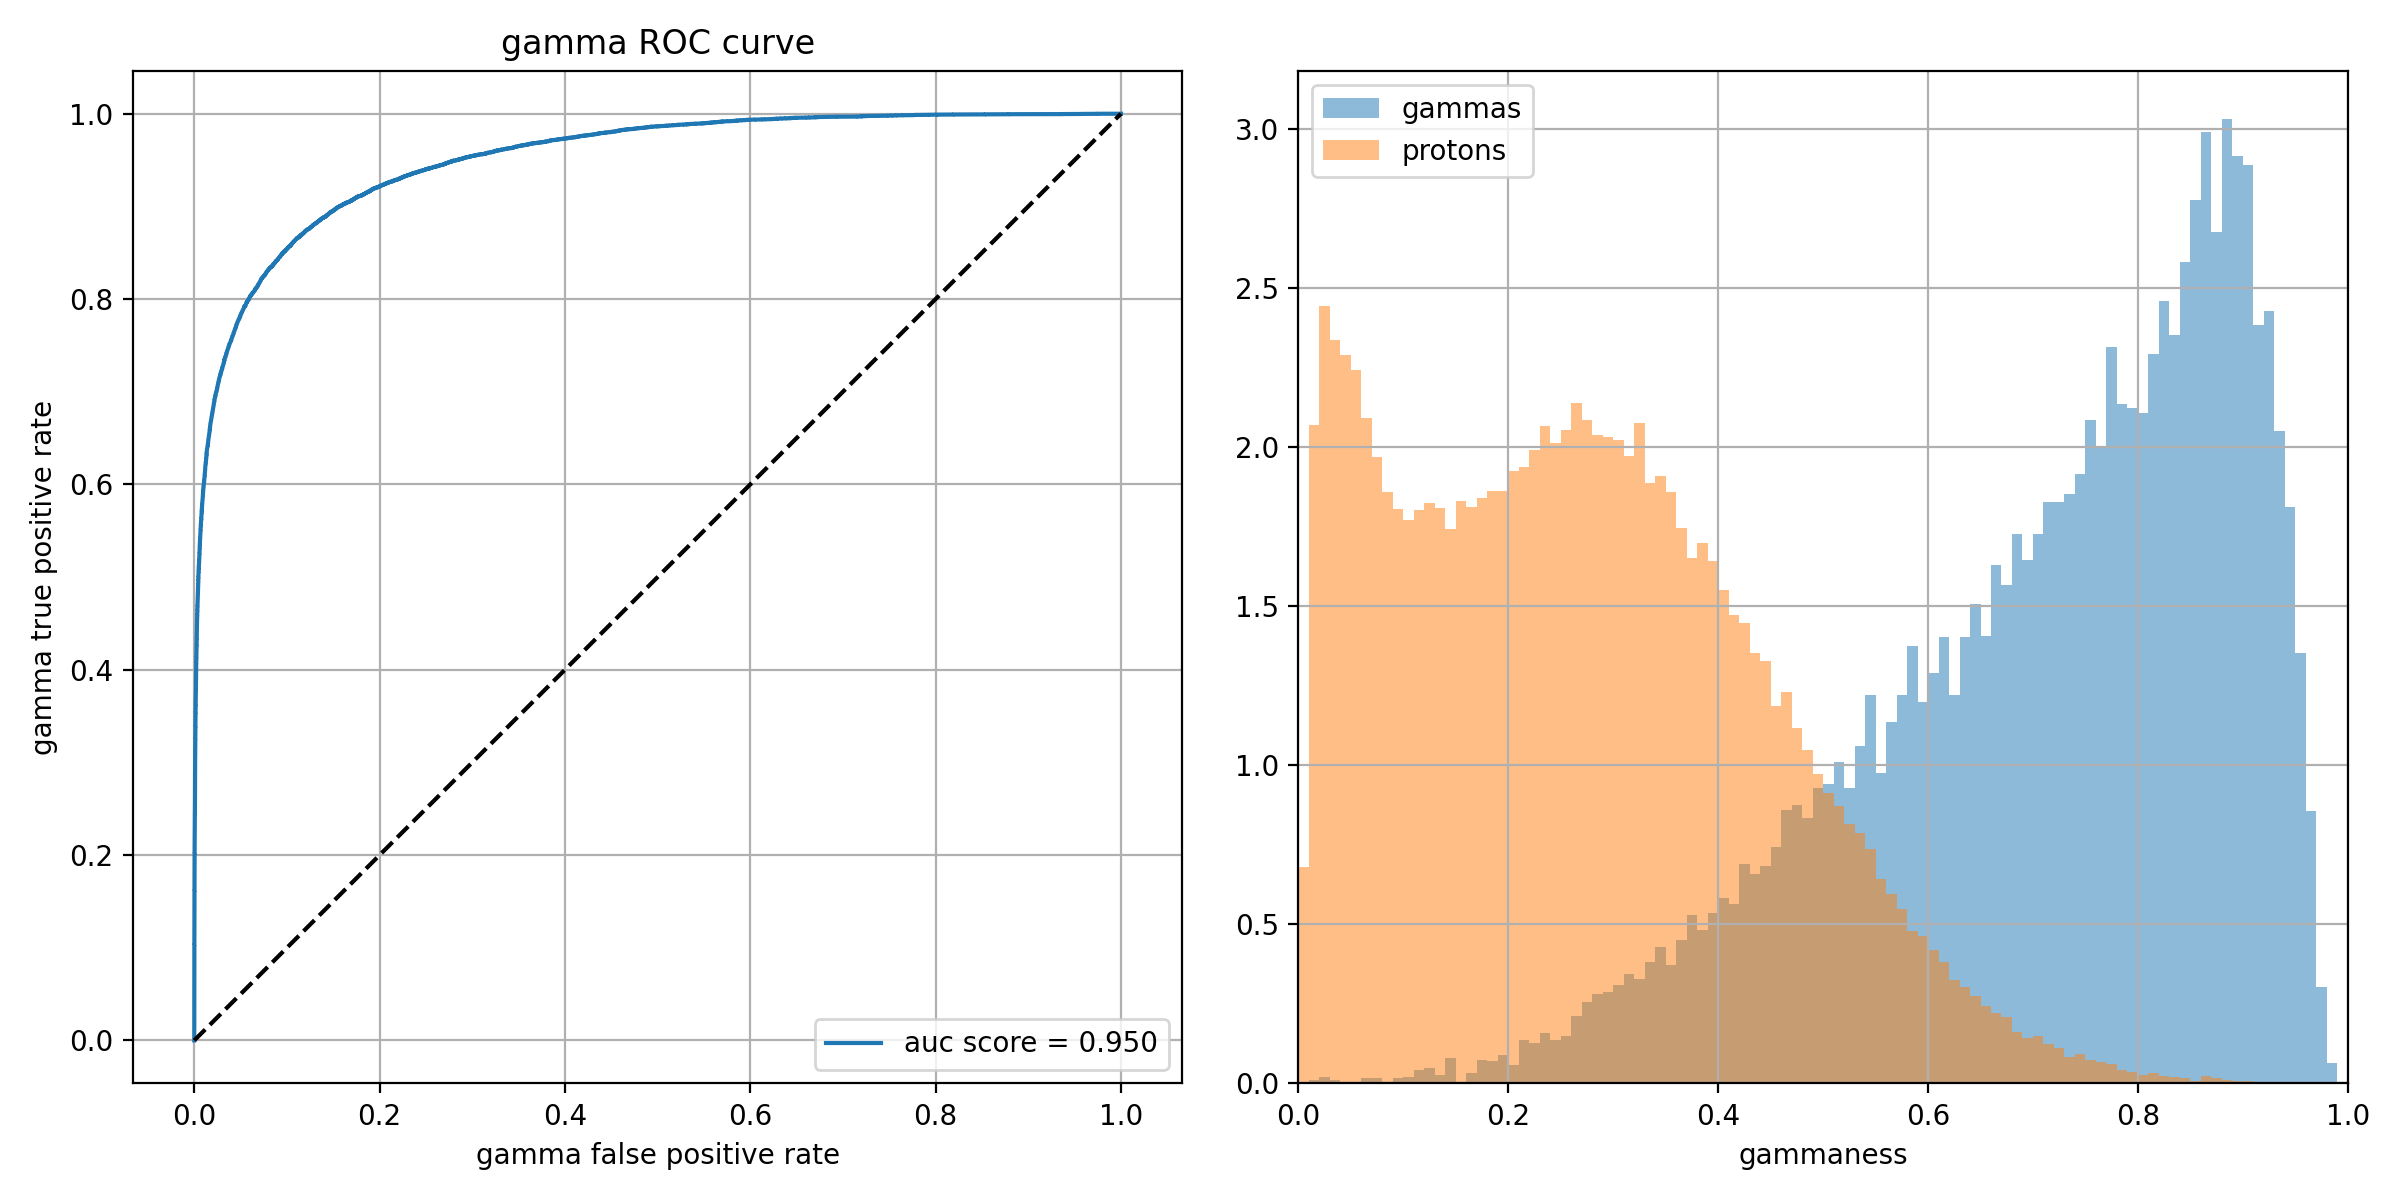 gamma ROC curve
1.0
0.8
0.6
0.4
0.2
0.0
gamma true positive rate
auc score = 0.950
0.0 0.2 0.4 0.6 0.8 1.0
gamma false positive rate
gammas
protons
3.0
2.5
2.0
1.5
1.0
0.5
0.0
0.0 0.2 0.4 0.6 0.8 1.0
gammaness